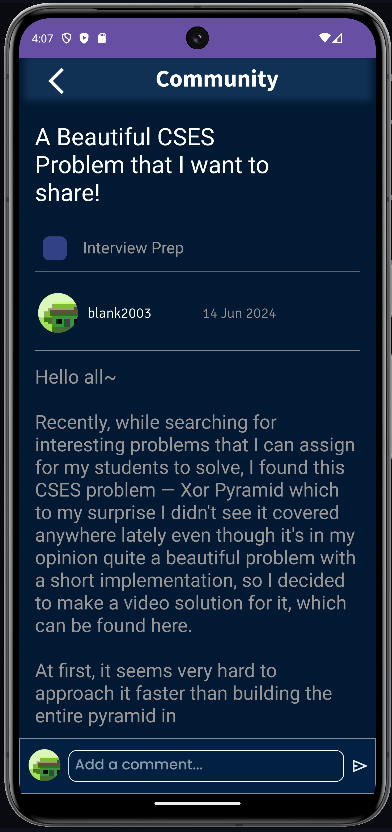 4:07
Community
A Beautiful CSES
Problem that I want to
share!
Interview Prep
blank2003 14 Jun 2024
Hello all~
Recently, while searching for
interesting problems that I can assign
for my students to solve, I found this
CSES problem — Xor Pyramid which
to my surprise I didn't see it covered
anywhere lately even though it's in my
opinion quite a beautiful problem with
a short implementation, so I decided
to make a video solution for it, which
can be found here.
At first, it seems very hard to
approach it faster than building the
entire pyramid in
Add a comment...